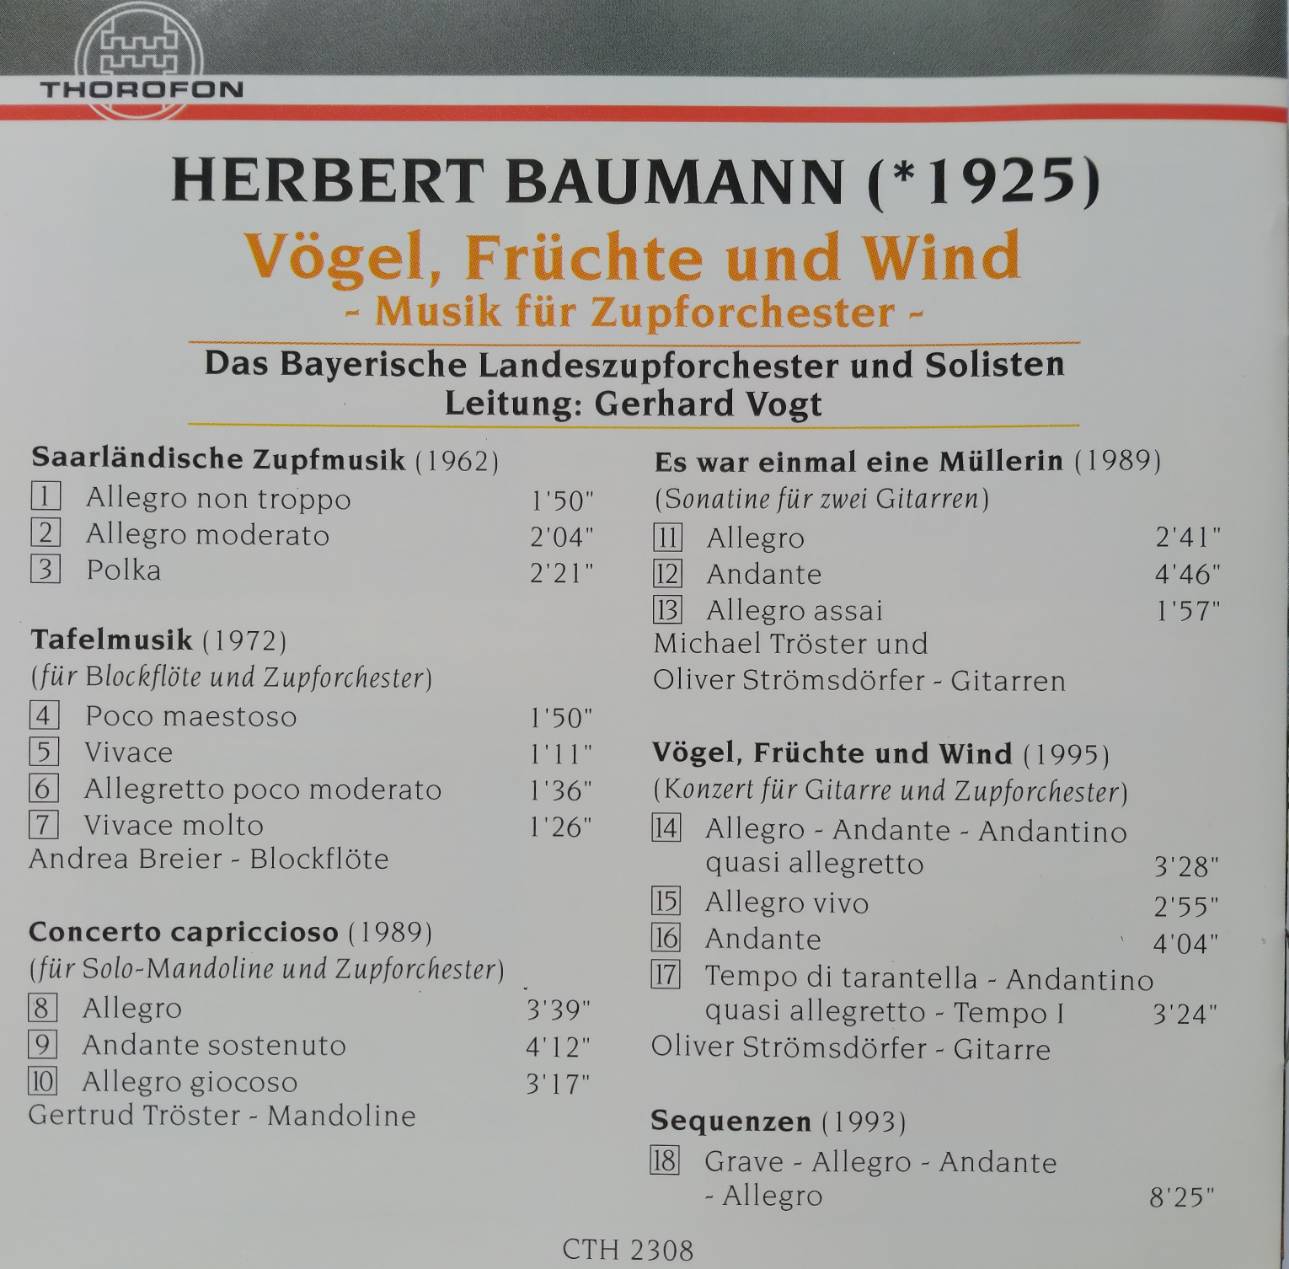 THOROFON
HERBERT BAUMANN (*1925)
Vögel, Früchte und Wind
- Musik für Zupforchester -
Das Bayerische Landeszupforchester und Solisten
Leitung: Gerhard Vogt
Saarländische Zupfmusik (1962)
1 Allegro non troppo 1'50"
2 Allegro moderato 2'04"
3 Polka 2'21"
Tafelmusik (1972)
(für Blockflöte und Zupforchester)
4 Poco maestoso 1'50"
5 Vivace 1'11"
6 Allegretto poco moderato 1'36"
7 Vivace molto 1'26"
Andrea Breier - Blockflöte
Concerto capriccioso (1989)
(für Solo-Mandoline und Zupforchester)
8 Allegro 3'39"
9 Andante sostenuto 4'12"
10 Allegro giocoso 3'17"
Gertrud Tröster - Mandoline
Es war einmal eine Müllerin (1989)
(Sonatine für zwei Gitarren)
11 Allegro 2'41"
12 Andante 4'46"
13 Allegro assai 1'57"
Michael Tröster und
Oliver Strömsdörfer - Gitarren
Vögel, Früchte und Wind (1995)
(Konzert für Gitarre und Zupforchester)
14 Allegro - Andante - Andantino
quasi allegretto 3'28"
15 Allegro vivo 2'55"
16 Andante 4'04"
17 Tempo di tarantella - Andantino
quasi allegretto - Tempo I 3'24"
Oliver Strömsdörfer - Gitarre
Sequenzen (1993)
18 Grave - Allegro - Andante
- Allegro 8'25"
CTH 2308